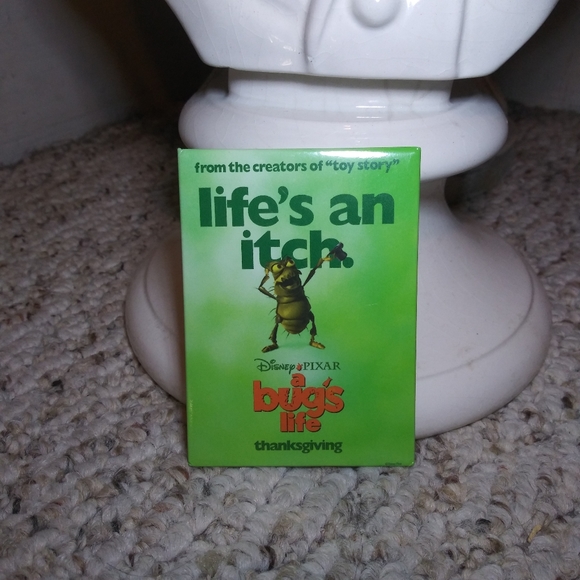 from the creators of "toy story"
life's an
itch.
Disney PIXAR
a
bug's
life
thanksgiving